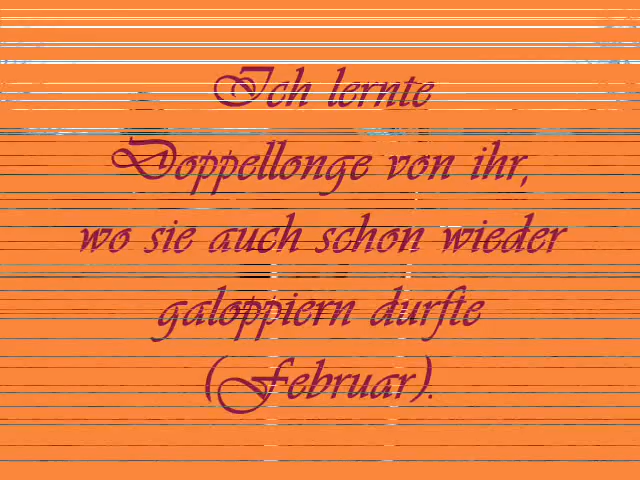 Ich lernte
Doppellonge von ihr,
wo sie auch schon wieder
galoppiern durfte
(Februar).